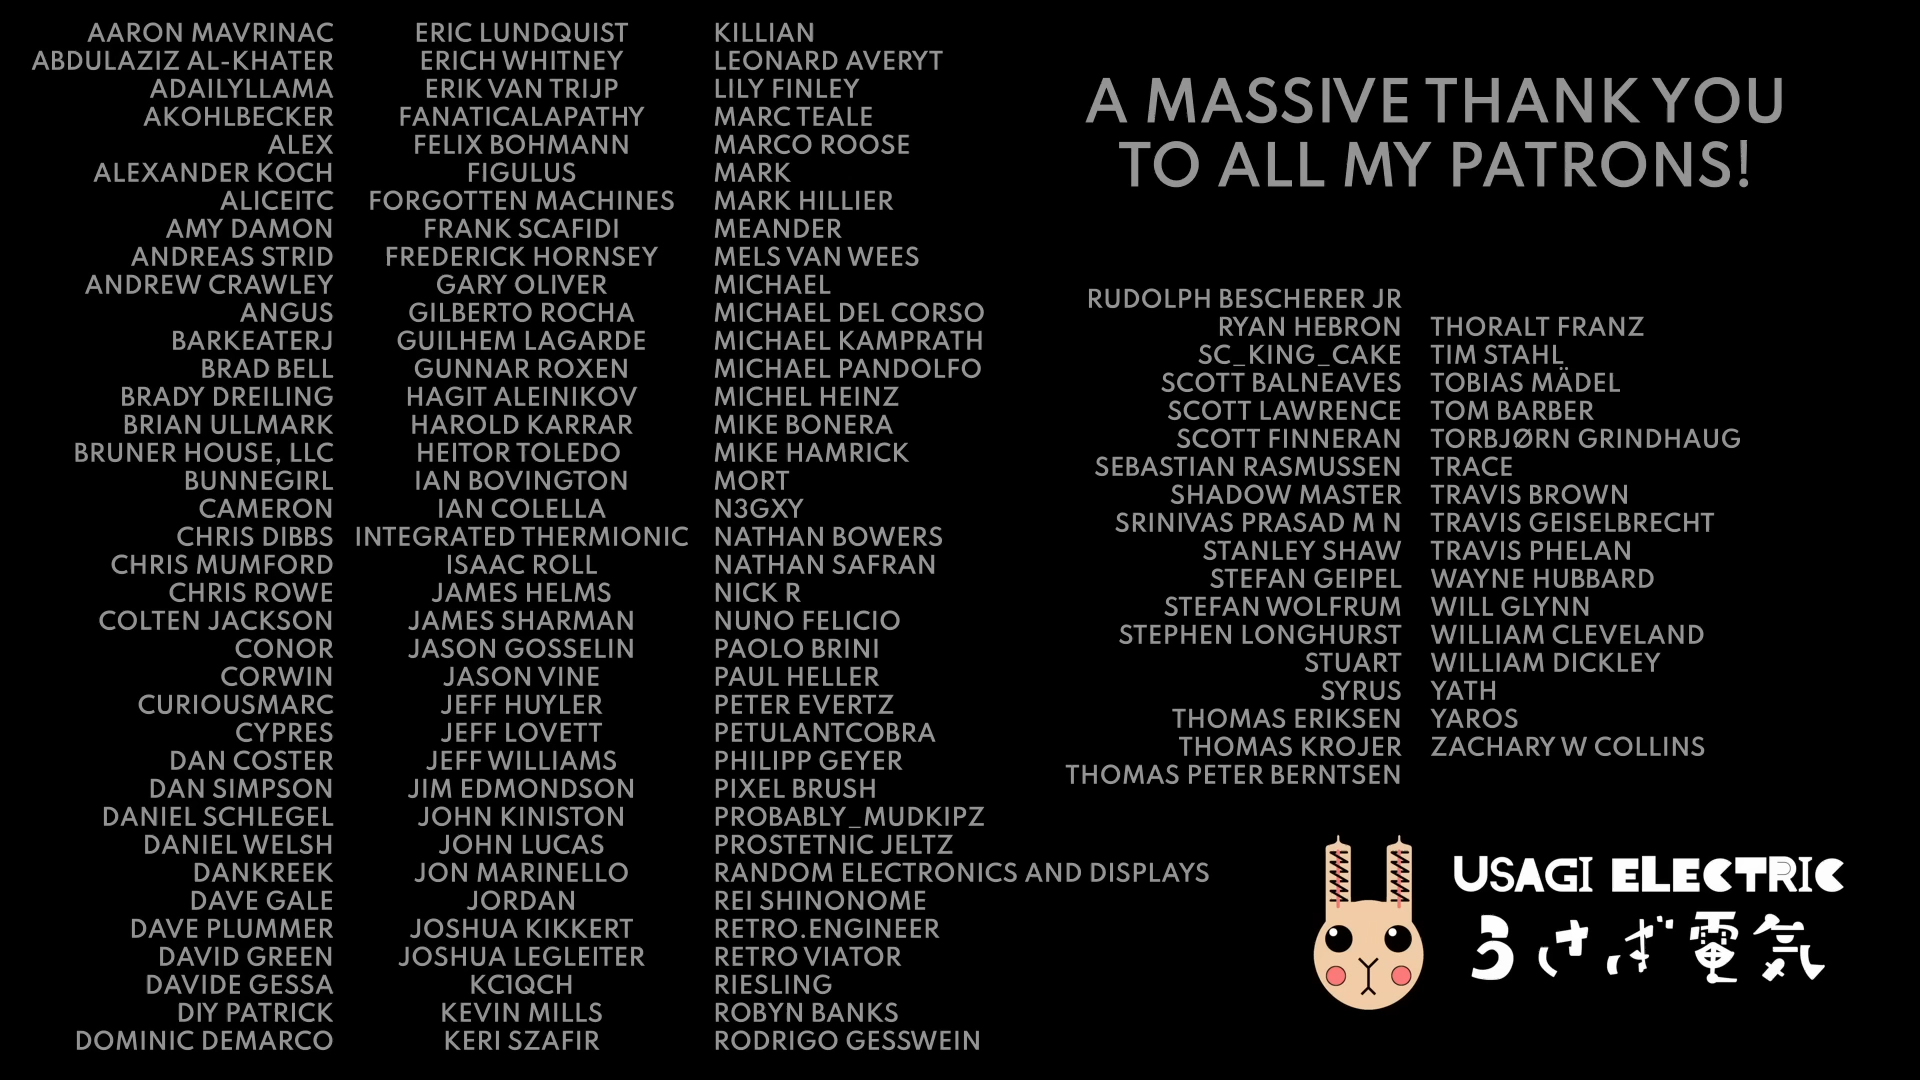 AARON MAVRINAC
ABDULAZIZ AL-KHATER
ADAILYLLAMA
AKOHLBECKER
ALEX
ALEXANDER KOCH
ALICEITC
AMY DAMON
ANDREAS STRID
ANDREW CRAWLEY
ANGUS
BARKEATERJ
BRAD BELL
BRADY DREILING
BRIAN ULLMARK
BRUNER HOUSE, LLC
BUNNEGIRL
CAMERON
CHRIS DIBBS
CHRIS MUMFORD
CHRIS ROWE
COLTEN JACKSON
CONOR
CORWIN
CURIOUSMARC
CYPRES
DAN COSTER
DAN SIMPSON
DANIEL SCHLEGEL
DANIEL WELSH
DANKREEK
DAVE GALE
DAVE PLUMMER
DAVID GREEN
DAVIDE GESSA
DIY PATRICK
DOMINIC DEMARCO
ERIC LUNDQUIST
ERICH WHITNEY
ERIK VAN TRIJP
FANATICALAPATHY
FELIX BOHMANN
FIGULUS
FORGOTTEN MACHINES
FRANK SCAFIDI
FREDERICK HORNSEY
GARY OLIVER
GILBERTO ROCHA
GUILHEM LAGARDE
GUNNAR ROXEN
HAGIT ALEINIKOV
HAROLD KARRAR
HEITOR TOLEDO
IAN BOVINGTON
IAN COLELLA
INTEGRATED THERMIONIC
ISAAC ROLL
JAMES HELMS
JAMES SHARMAN
JASON GOSSELIN
JASON VINE
JEFF HUYLER
JEFF LOVETT
JEFF WILLIAMS
JIM EDMONDSON
JOHN KINISTON
JOHN LUCAS
JON MARINELLO
JORDAN
JOSHUA KIKKERT
JOSHUA LEGLEITER
KC1QCH
KEVIN MILLS
KERI SZAFIR
KILLIAN
LEONARD AVERYT
LILY FINLEY
MARC TEALE
MARCO ROOSE
MARK
MARK HILLIER
MEANDER
MELS VAN WEES
MICHAEL
MICHAEL DEL CORSO
MICHAEL KAMPRATH
MICHAEL PANDOLFO
MICHEL HEINZ
MIKE BONERA
MIKE HAMRICK
MORT
N3GXY
NATHAN BOWERS
NATHAN SAFRAN
NICK R
NUNO FELICIO
PAOLO BRINI
PAUL HELLER
PETER EVERTZ
PETULANTCOBRA
PHILIPP GEYER
PIXEL BRUSH
PROBABLY_MUDKIPZ
PROSTETNIC JELTZ
RANDOM ELECTRONICS AND DISPLAYS
REI SHINONOME
RETRO.ENGINEER
RETRO VIATOR
RIESLING
ROBYN BANKS
RODRIGO GESSWEIN
A MASSIVE THANK YOU
TO ALL MY PATRONS!
RUDOLPH BESCHERER JR
RYAN HEBRON
SC_KING_CAKE
SCOTT BALNEAVES
SCOTT LAWRENCE
SCOTT FINNERAN
SEBASTIAN RASMUSSEN
SHADOW MASTER
SRINIVAS PRASAD M N
STANLEY SHAW
STEFAN GEIPEL
STEFAN WOLFRUM
STEPHEN LONGHURST
STUART
SYRUS
THOMAS ERIKSEN
THOMAS KROJER
THOMAS PETER BERNTSEN
THORALT FRANZ
TIM STAHL
TOBIAS MÄDEL
TOM BARBER
TORBJØRN GRINDHAUG
TRACE
TRAVIS BROWN
TRAVIS GEISELBRECHT
TRAVIS PHELAN
WAYNE HUBBARD
WILL GLYNN
WILLIAM CLEVELAND
WILLIAM DICKLEY
YATH
YAROS
ZACHARY W COLLINS
USAGI ELECTRIC
うさぎ電気